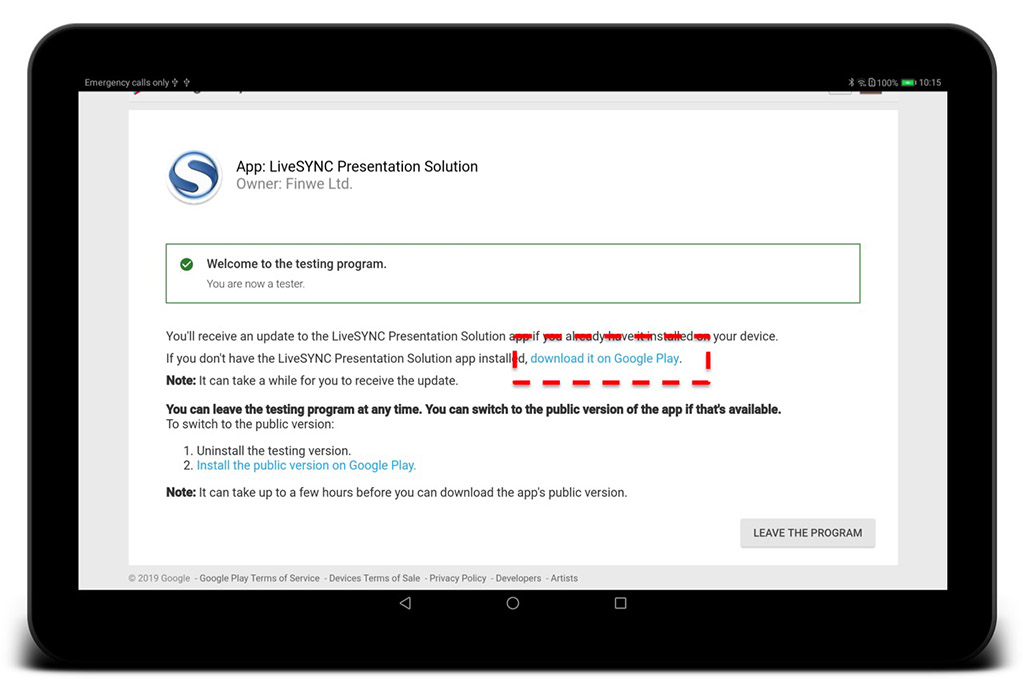 Emergency calls only
100% 10:15
App: LiveSYNC Presentation Solution
Owner: Finwe Ltd.
Welcome to the testing program.
You are now a tester.
You'll receive an update to the LiveSYNC Presentation Solution app if you already have it installed on your device.
If you don't have the LiveSYNC Presentation Solution app installed, download it on Google Play.
Note: It can take a while for you to receive the update.
You can leave the testing program at any time. You can switch to the public version of the app if that's available.
To switch to the public version:
1. Uninstall the testing version.
2. Install the public version on Google Play.
Note: It can take up to a few hours before you can download the app's public version.
LEAVE THE PROGRAM
© 2019 Google - Google Play Terms of Service - Devices Terms of Sale - Privacy Policy - Developers - Artists